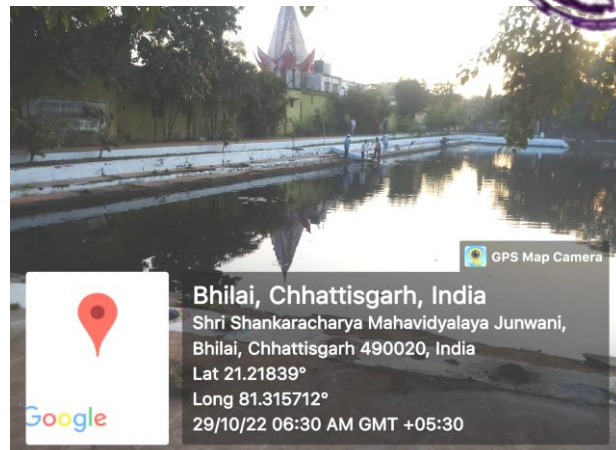 GPS Map Camera
Bhilai, Chhattisgarh, India
Shri Shankaracharya Mahavidyalaya Junwani,
Bhilai, Chhattisgarh 490020, India
Lat 21.21839°
Long 81.315712°
29/10/22 06:30 AM GMT +05:30
Google